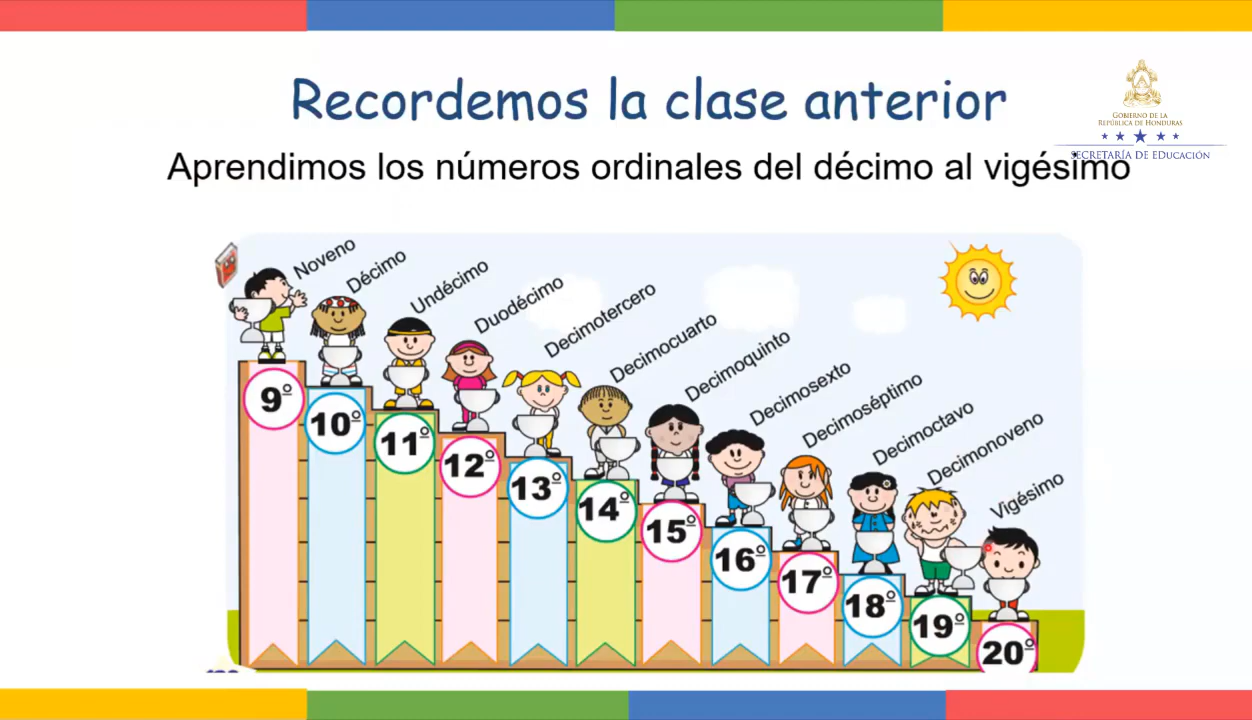 Recordemos la clase anterior
GOBIERNO DE LA
REPÚBLICA DE HONDURAS
SECRETARÍA DE EDUCACIÓN
Aprendimos los números ordinales del décimo al vigésimo
Noveno
Décimo
Undécimo
Duodécimo
Decimotercero
Decimocuarto
Decimoquinto
Decimosexto
Decimoséptimo
Decimoctavo
Decimonoveno
Vigésimo
9º
10º
11º
12º
13º
14º
15º
16º
17º
18º
19º
20º